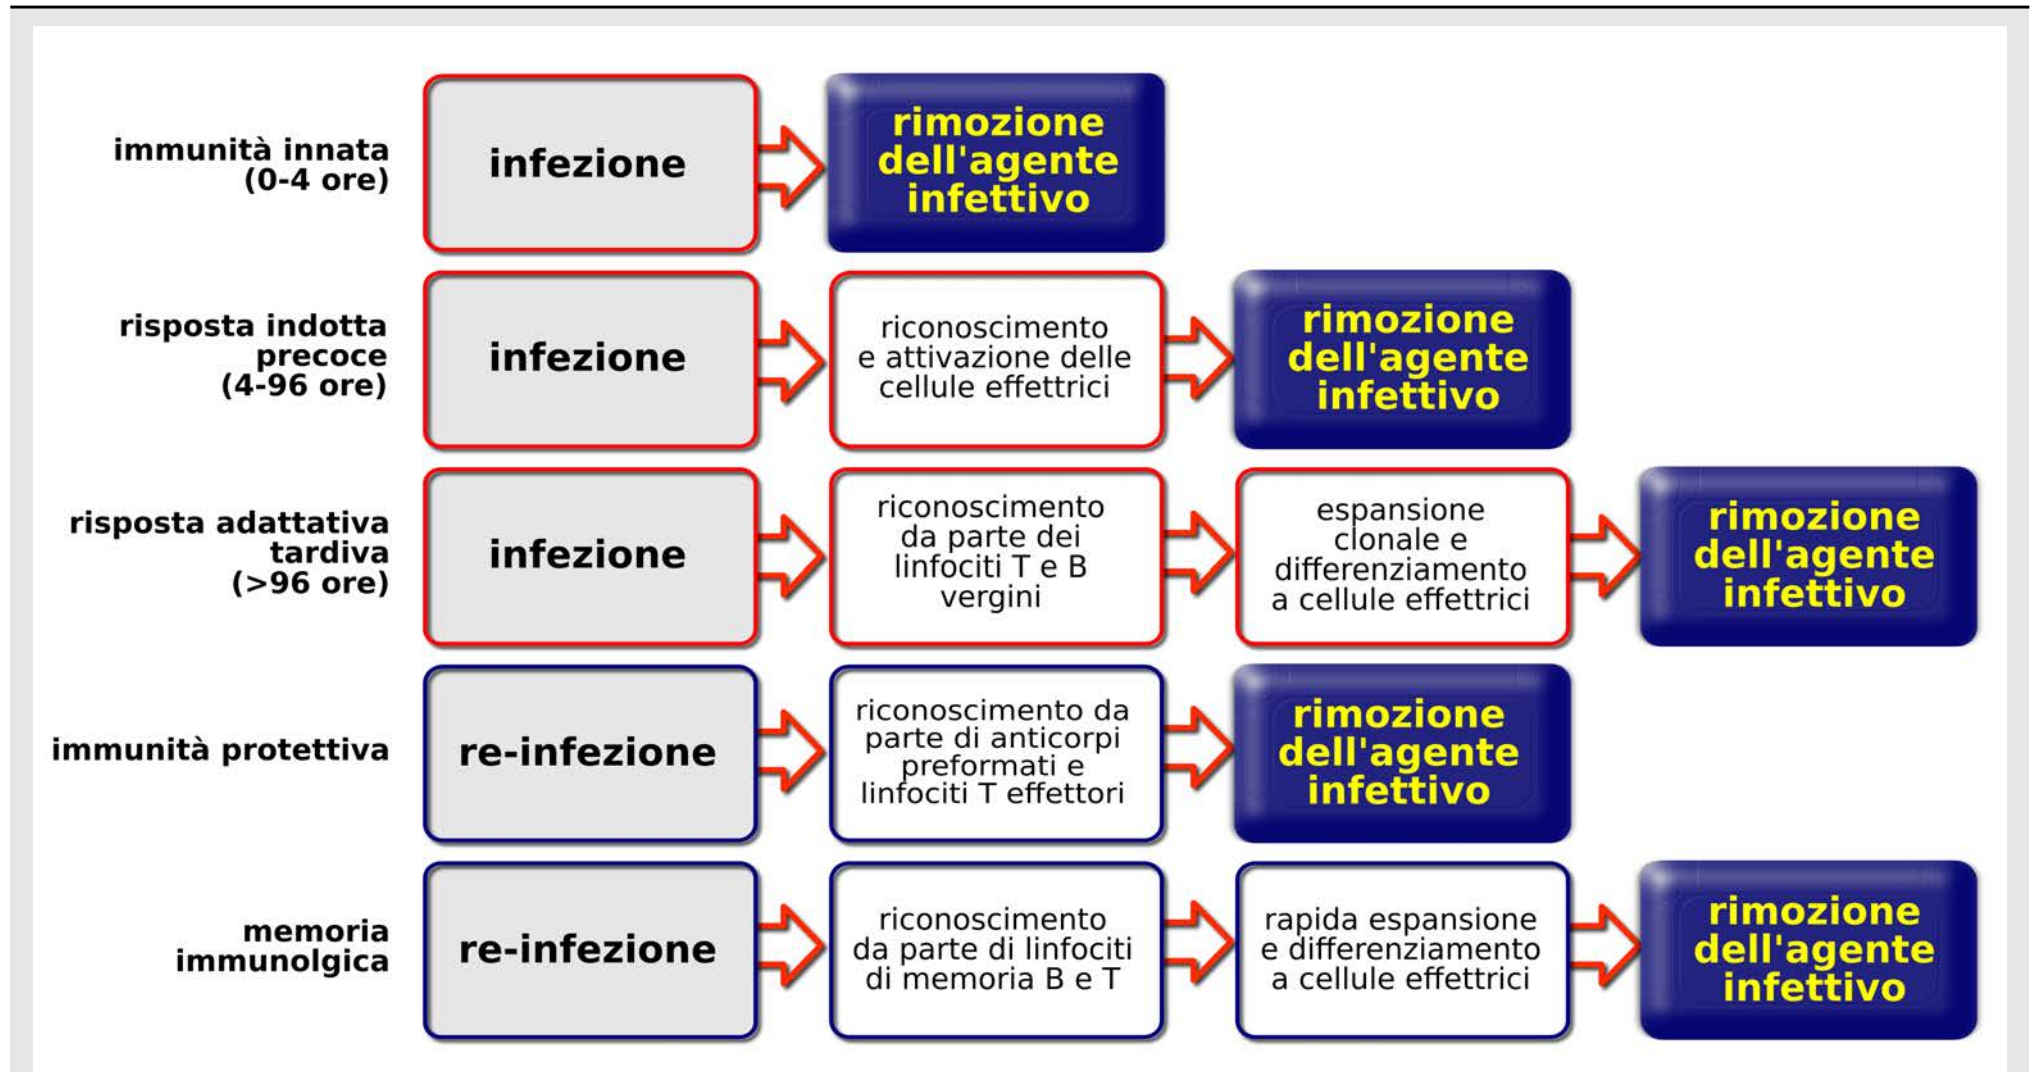 immunità innata
(0-4 ore)
infezione
rimozione
dell'agente
infettivo
risposta indotta
precoce
(4-96 ore)
infezione
riconoscimento
e attivazione delle
cellule effettrici
rimozione
dell'agente
infettivo
risposta adattativa
tardiva
(>96 ore)
infezione
riconoscimento
da parte dei
linfociti T e B
vergini
espansione
clonale e
differenziamento
a cellule effettrici
rimozione
dell'agente
infettivo
immunità protettiva
re-infezione
riconoscimento da
parte di anticorpi
preformati e
linfociti T effettori
rimozione
dell'agente
infettivo
memoria
immunolgica
re-infezione
riconoscimento
da parte di linfociti
di memoria B e T
rapida espansione
e differenziamento
a cellule effettrici
rimozione
dell'agente
infettivo